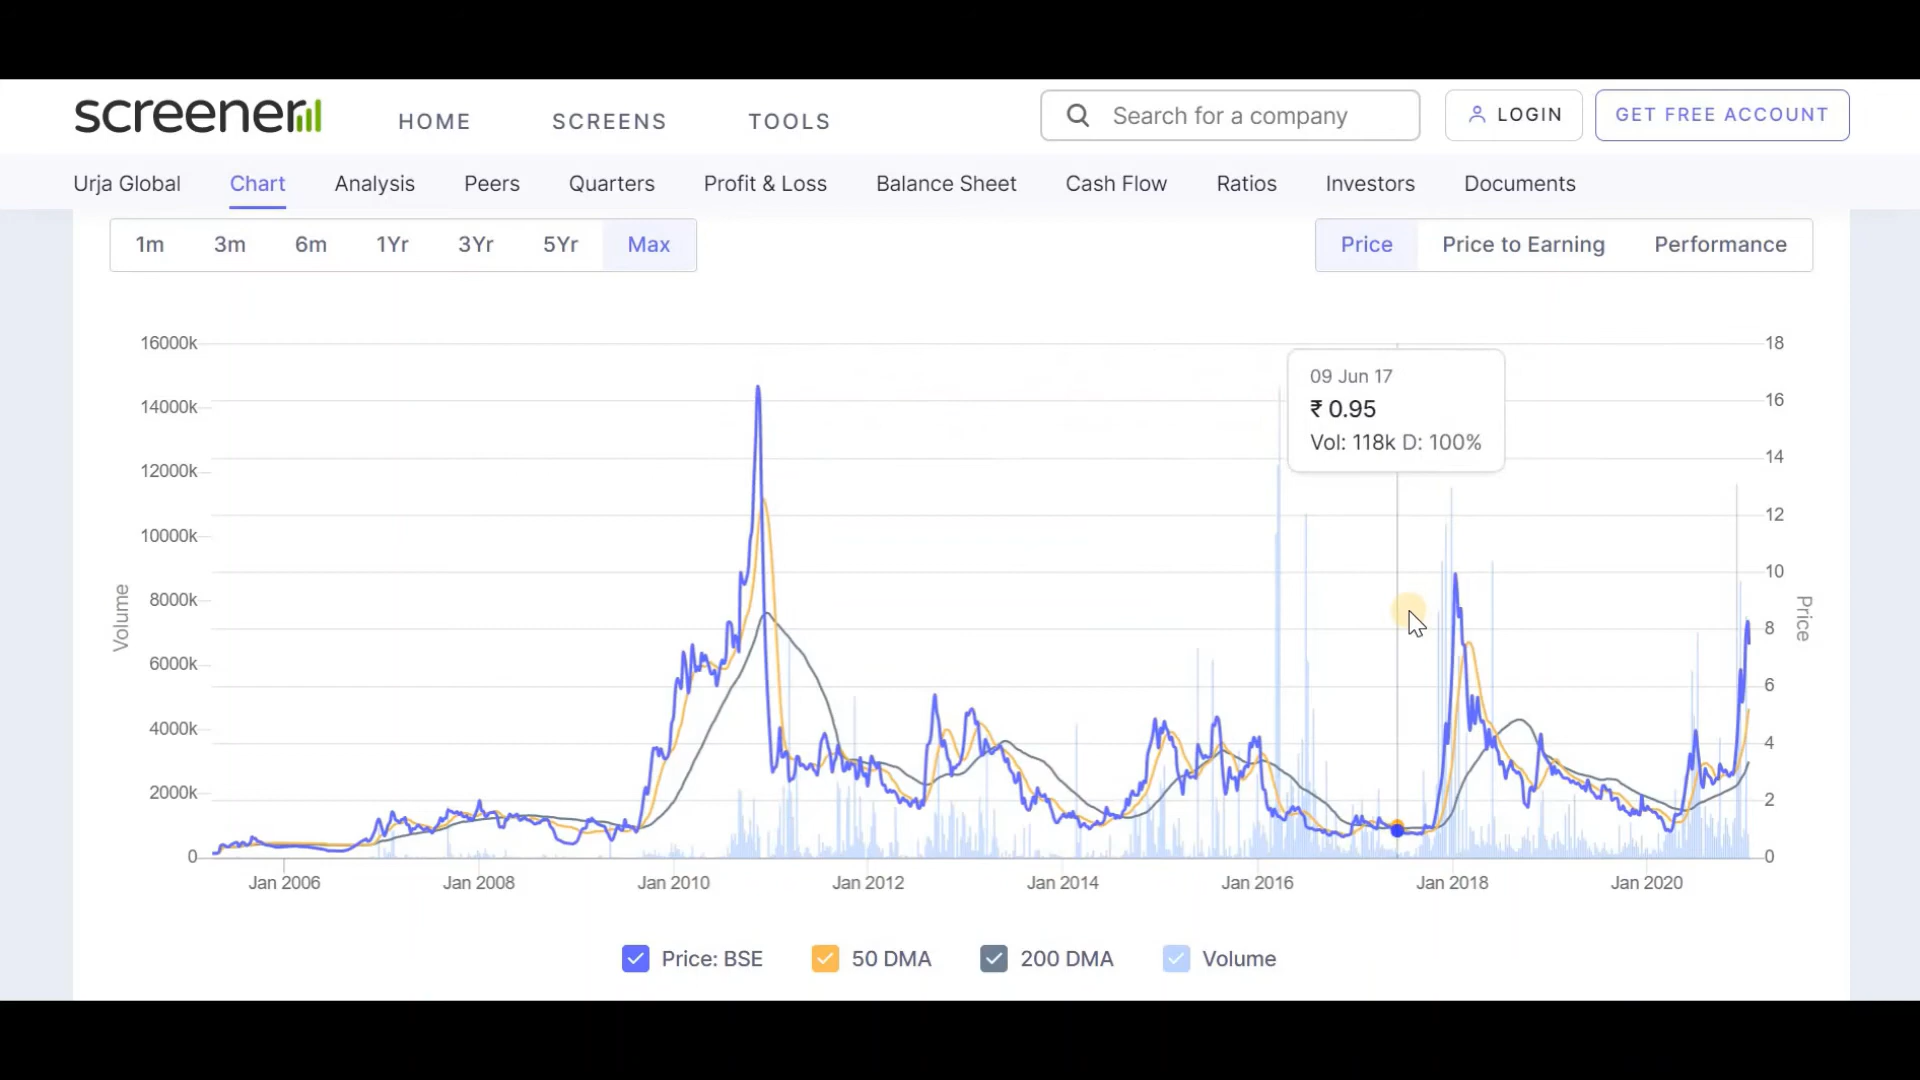 screener
HOME SCREENS TOOLS
Search for a company
LOGIN
GET FREE ACCOUNT
Urja Global Chart Analysis Peers Quarters Profit & Loss Balance Sheet Cash Flow Ratios Investors Documents
1m 3m 6m 1Yr 3Yr 5Yr Max
Price Price to Earning Performance
16000k
14000k
12000k
10000k
8000k
6000k
4000k
2000k
0
Volume
18
16
14
12
10
8
6
4
2
0
Price
09 Jun 17
₹ 0.95
Vol: 118k D: 100%
Jan 2006 Jan 2008 Jan 2010 Jan 2012 Jan 2014 Jan 2016 Jan 2018 Jan 2020
Price: BSE 50 DMA 200 DMA Volume